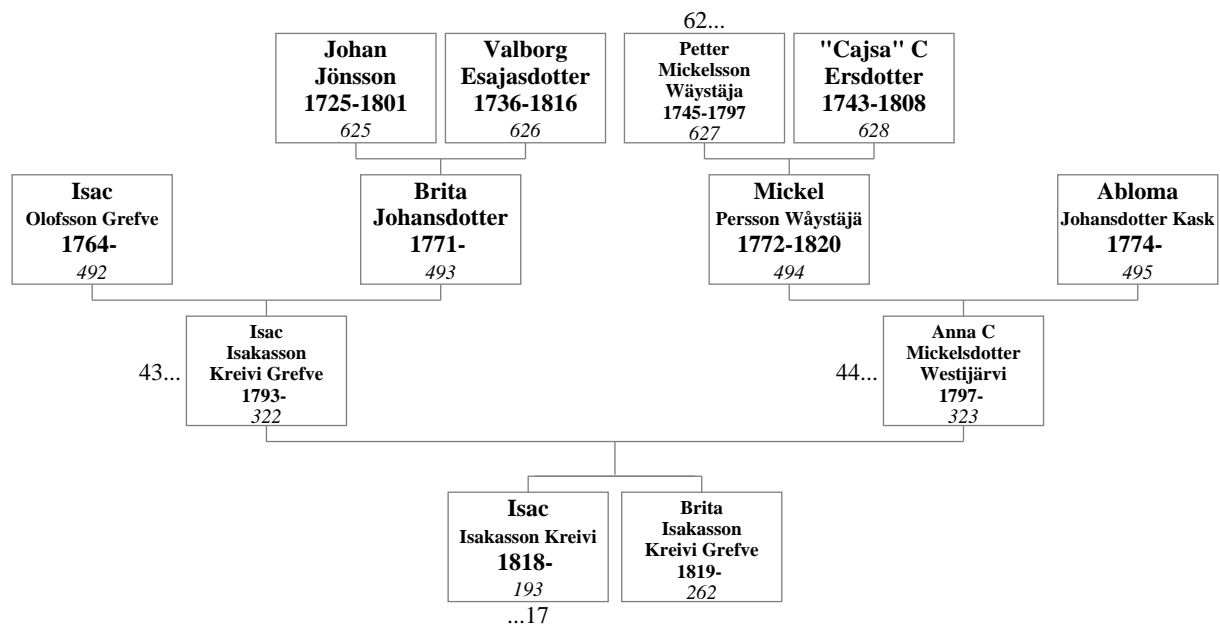 62...
Johan
Jönsson
1725-1801
625
Valborg
Esajasdotter
1736-1816
626
Petter
Mickelsson
Wäystäja
1745-1797
627
"Cajsa" C
Ersdotter
1743-1808
628
Isac
Olofsson Grefve
1764-
492
Brita
Johansdotter
1771-
493
Mickel
Persson Wåystäjä
1772-1820
494
Abloma
Johansdotter Kask
1774-
495
43...
Isac
Isakasson
Kreivi Grefve
1793-
322
44...
Anna C
Mickelsdotter
Westijärvi
1797-
323
Isac
Isakasson Kreivi
1818-
193
Brita
Isakasson
Kreivi Grefve
1819-
262
...17